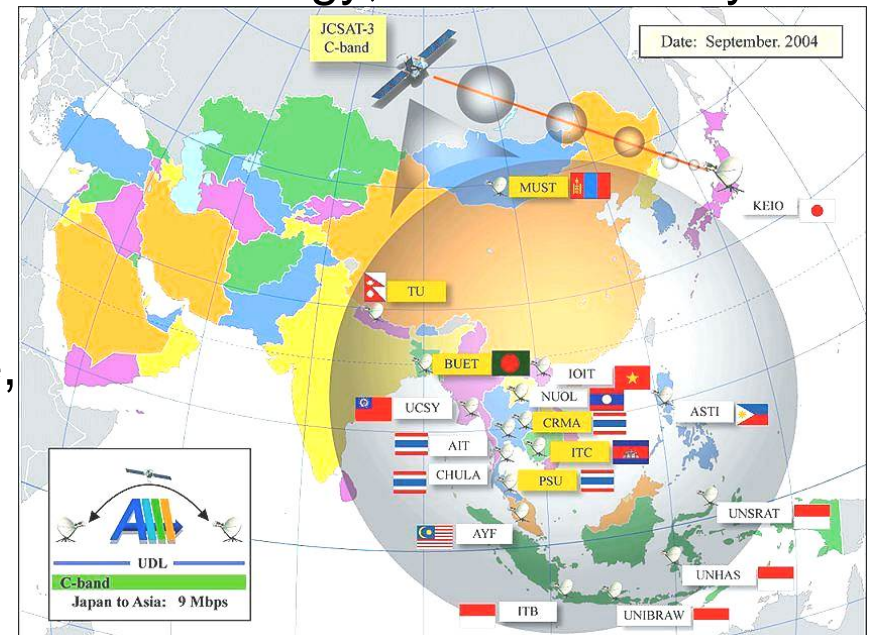 JCSAT-3
C-band
Date: September. 2004
MUST
KEIO
TU
BUET
IOIT
NUOL
UCSY
ASTI
CRMA
AIT
ITC
CHULA
PSU
UNSRAT
AYF
UNHAS
ITB
UNIBRAW
AI
UDL
C-band
Japan to Asia: 9 Mbps